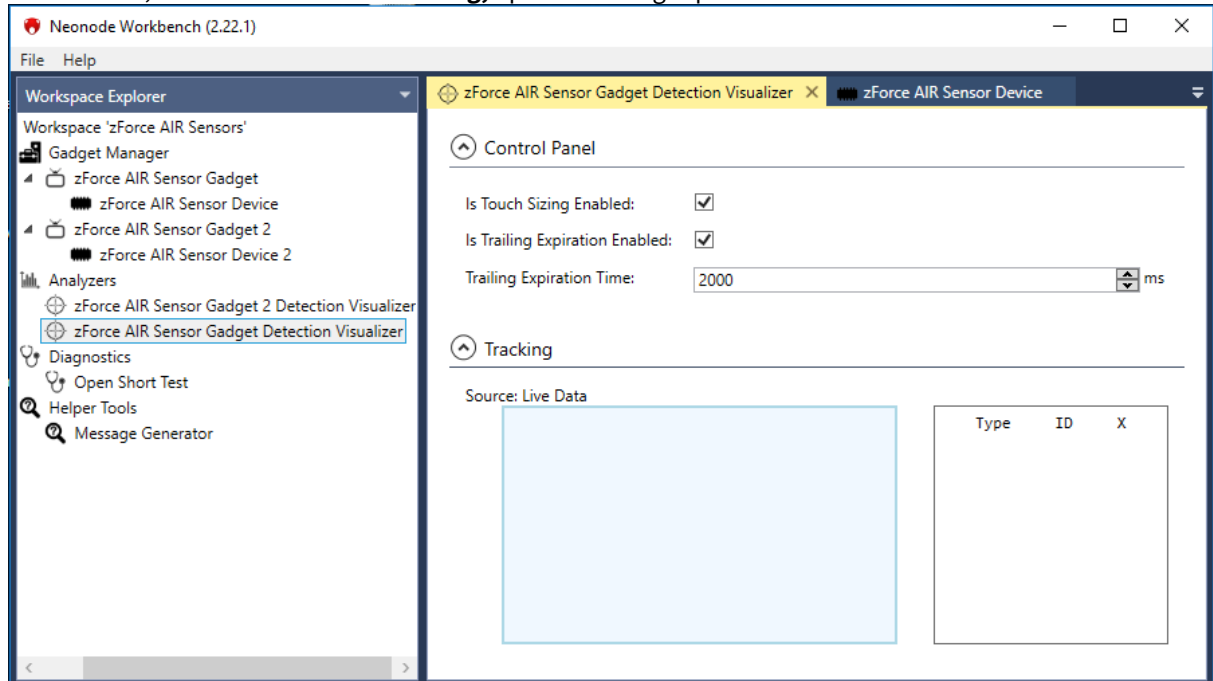 Neonode Workbench (2.22.1)
File Help
Workspace Explorer
Workspace 'zForce AIR Sensors'
Gadget Manager
zForce AIR Sensor Gadget
zForce AIR Sensor Device
zForce AIR Sensor Gadget 2
zForce AIR Sensor Device 2
Analyzers
zForce AIR Sensor Gadget 2 Detection Visualizer
zForce AIR Sensor Gadget Detection Visualizer
Diagnostics
Open Short Test
Helper Tools
Message Generator
zForce AIR Sensor Gadget Detection Visualizer zForce AIR Sensor Device
Control Panel
Is Touch Sizing Enabled:
Is Trailing Expiration Enabled:
Trailing Expiration Time: 2000 ms
Tracking
Source: Live Data
Type ID X